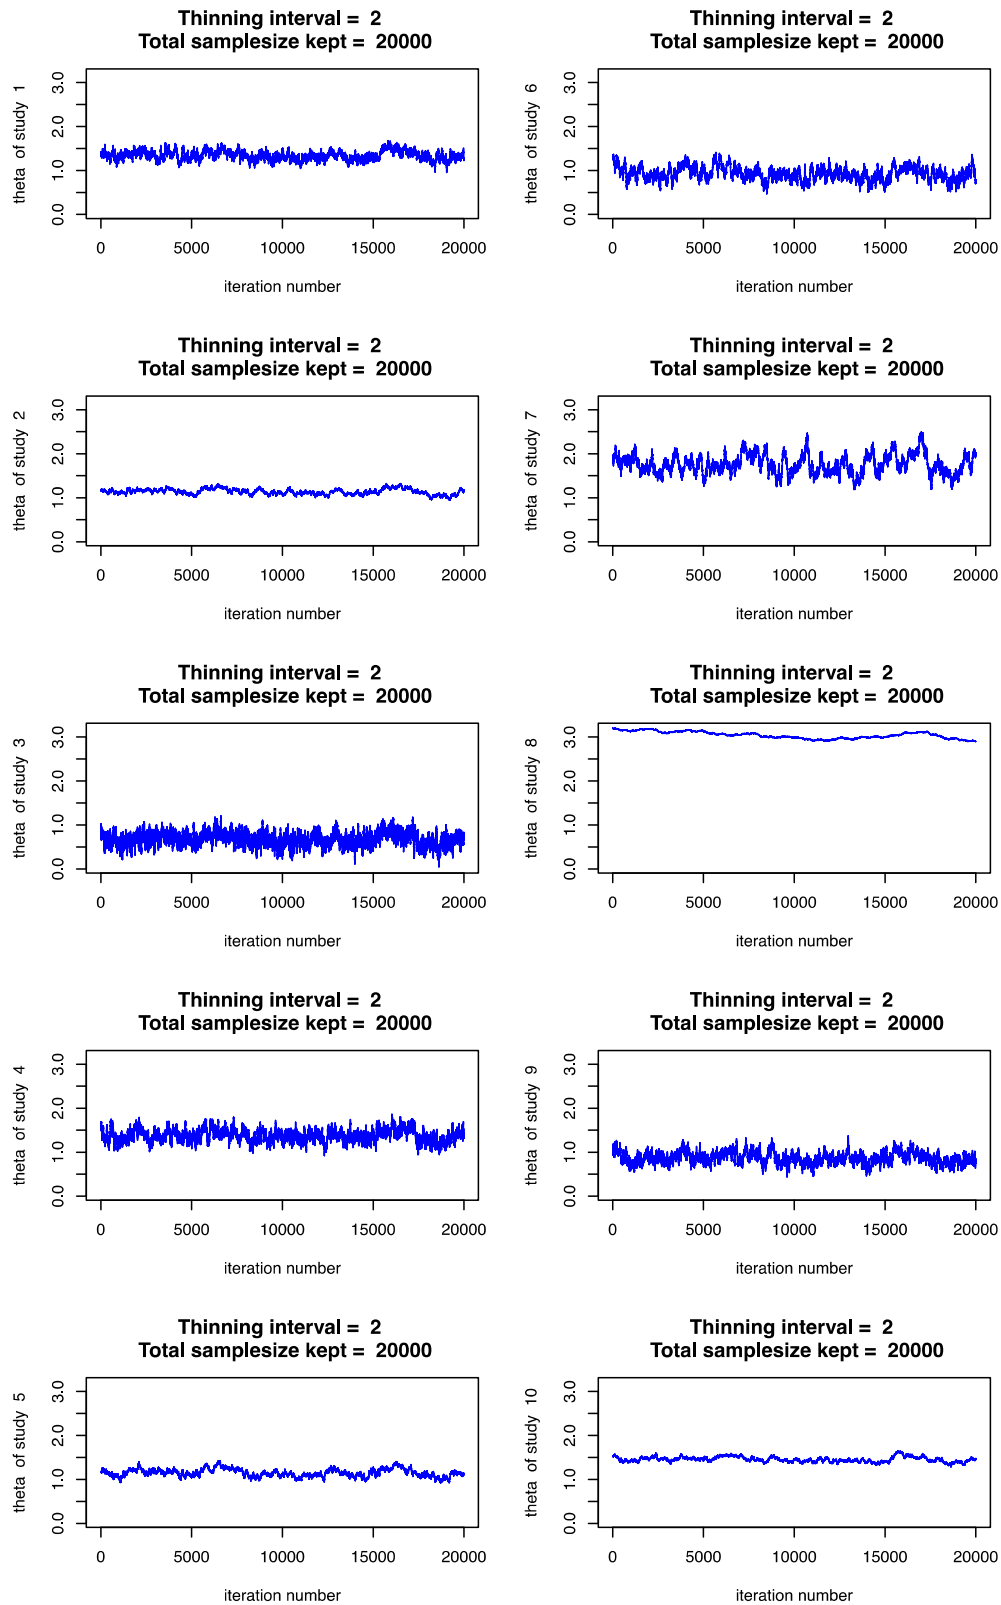 Thinning interval =  2
Total samplesize kept =  20000
theta  of study  1
3.0
2.0
1.0
0.0
0 5000 10000 15000 20000
iteration number
Thinning interval =  2
Total samplesize kept =  20000
theta  of study  6
3.0
2.0
1.0
0.0
0 5000 10000 15000 20000
iteration number
Thinning interval =  2
Total samplesize kept =  20000
theta  of study  2
3.0
2.0
1.0
0.0
0 5000 10000 15000 20000
iteration number
Thinning interval =  2
Total samplesize kept =  20000
theta  of study  7
3.0
2.0
1.0
0.0
0 5000 10000 15000 20000
iteration number
Thinning interval =  2
Total samplesize kept =  20000
theta  of study  3
3.0
2.0
1.0
0.0
0 5000 10000 15000 20000
iteration number
Thinning interval =  2
Total samplesize kept =  20000
theta  of study  8
3.0
2.0
1.0
0.0
0 5000 10000 15000 20000
iteration number
Thinning interval =  2
Total samplesize kept =  20000
theta  of study  4
3.0
2.0
1.0
0.0
0 5000 10000 15000 20000
iteration number
Thinning interval =  2
Total samplesize kept =  20000
theta  of study  9
3.0
2.0
1.0
0.0
0 5000 10000 15000 20000
iteration number
Thinning interval =  2
Total samplesize kept =  20000
theta  of study  5
3.0
2.0
1.0
0.0
0 5000 10000 15000 20000
iteration number
Thinning interval =  2
Total samplesize kept =  20000
theta  of study  10
3.0
2.0
1.0
0.0
0 5000 10000 15000 20000
iteration number